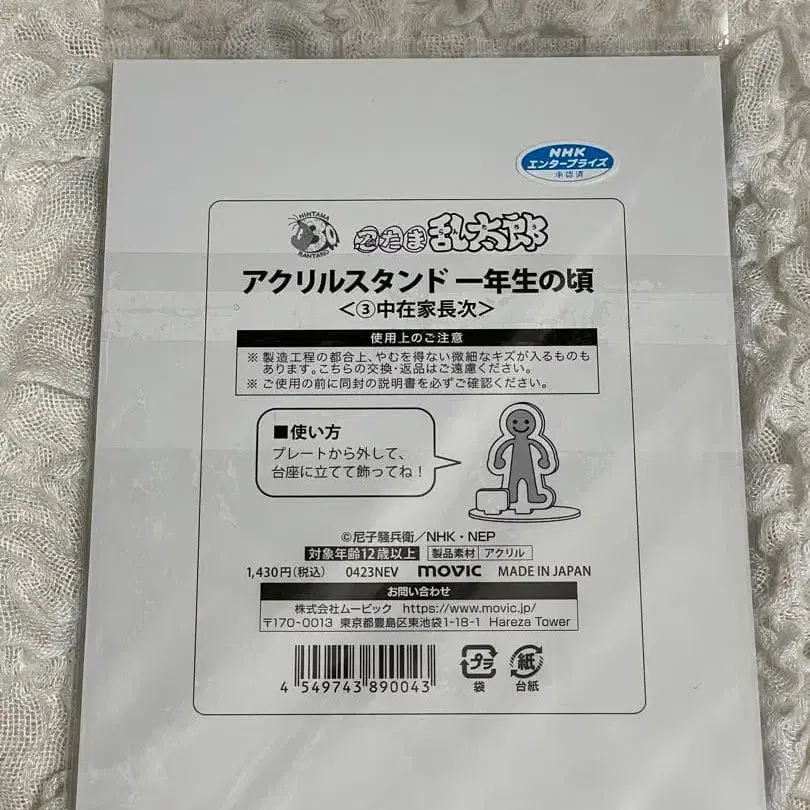 NHK
エンタープライズ
承認済
NINTAMA
30
RANTARO
忍たま乱太郎
アクリルスタンド 一年生の頃
＜③中在家長次＞
使用上のご注意
※ 製造工程の都合上、やむを得ない微細なキズが入るものも
あります。こちらの交換・返品はご遠慮ください。
※ ご使用の前に同封の説明書を必ずご確認ください。
■使い方
プレートから外して、
台座に立てて飾ってね！
©尼子騒兵衛／NHK・NEP
対象年齢12歳以上 製品素材 アクリル
1,430円（税込） 0423NEV movic MADE IN JAPAN
お問い合わせ
株式会社ムービック https://www.movic.jp/
〒170-0013 東京都豊島区東池袋1-18-1 Hareza Tower
4 549743 890043
プラ 紙
袋 台紙